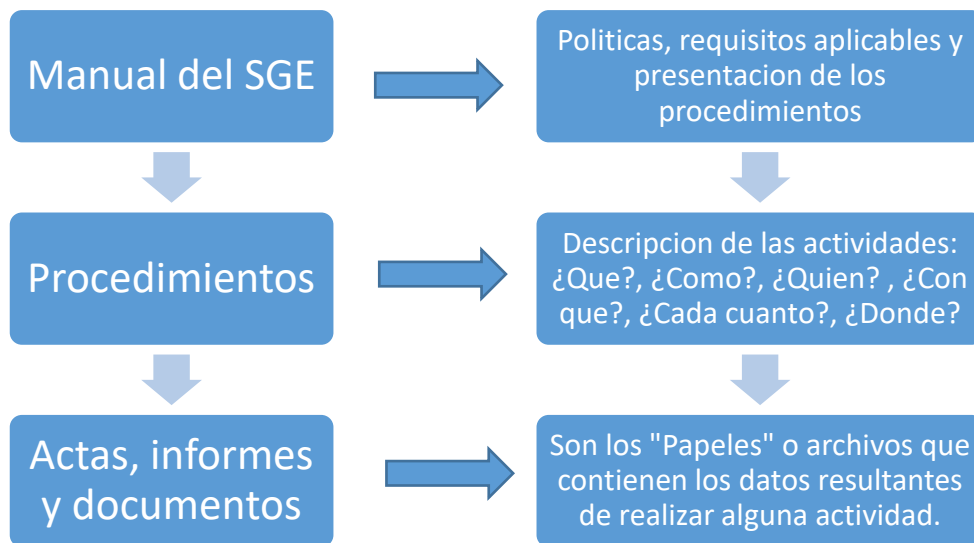 Manual del SGE
Politicas, requisitos aplicables y
presentacion de los
procedimientos
Procedimientos
Descripcion de las actividades:
¿Que?, ¿Como?, ¿Quien? , ¿Con
que?, ¿Cada cuanto?, ¿Donde?
Actas, informes
y documentos
Son los "Papeles" o archivos que
contienen los datos resultantes
de realizar alguna actividad.